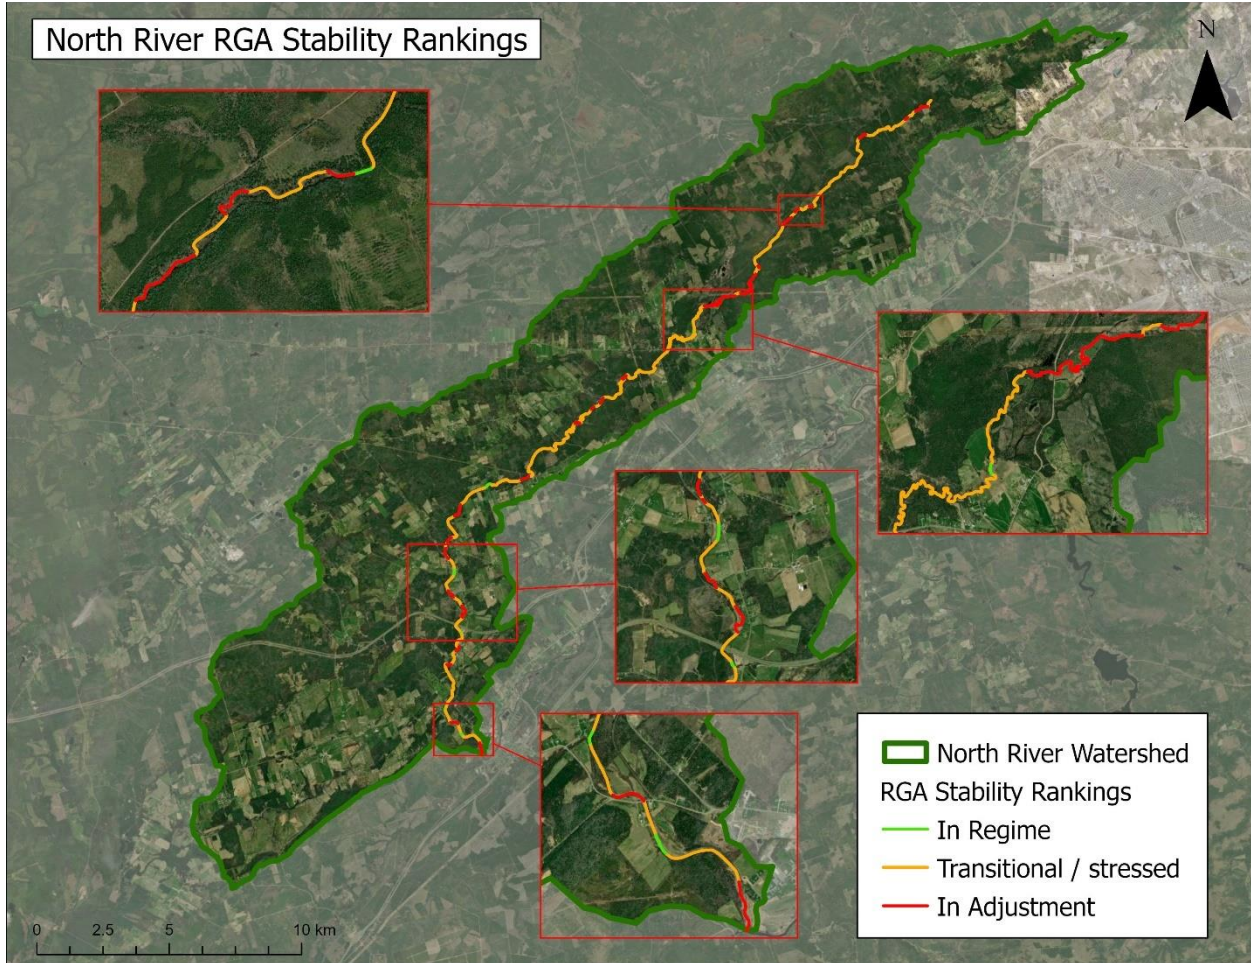 North River RGA Stability Rankings
N
North River Watershed
RGA Stability Rankings
In Regime
Transitional / stressed
In Adjustment
0 2.5 5 10 km